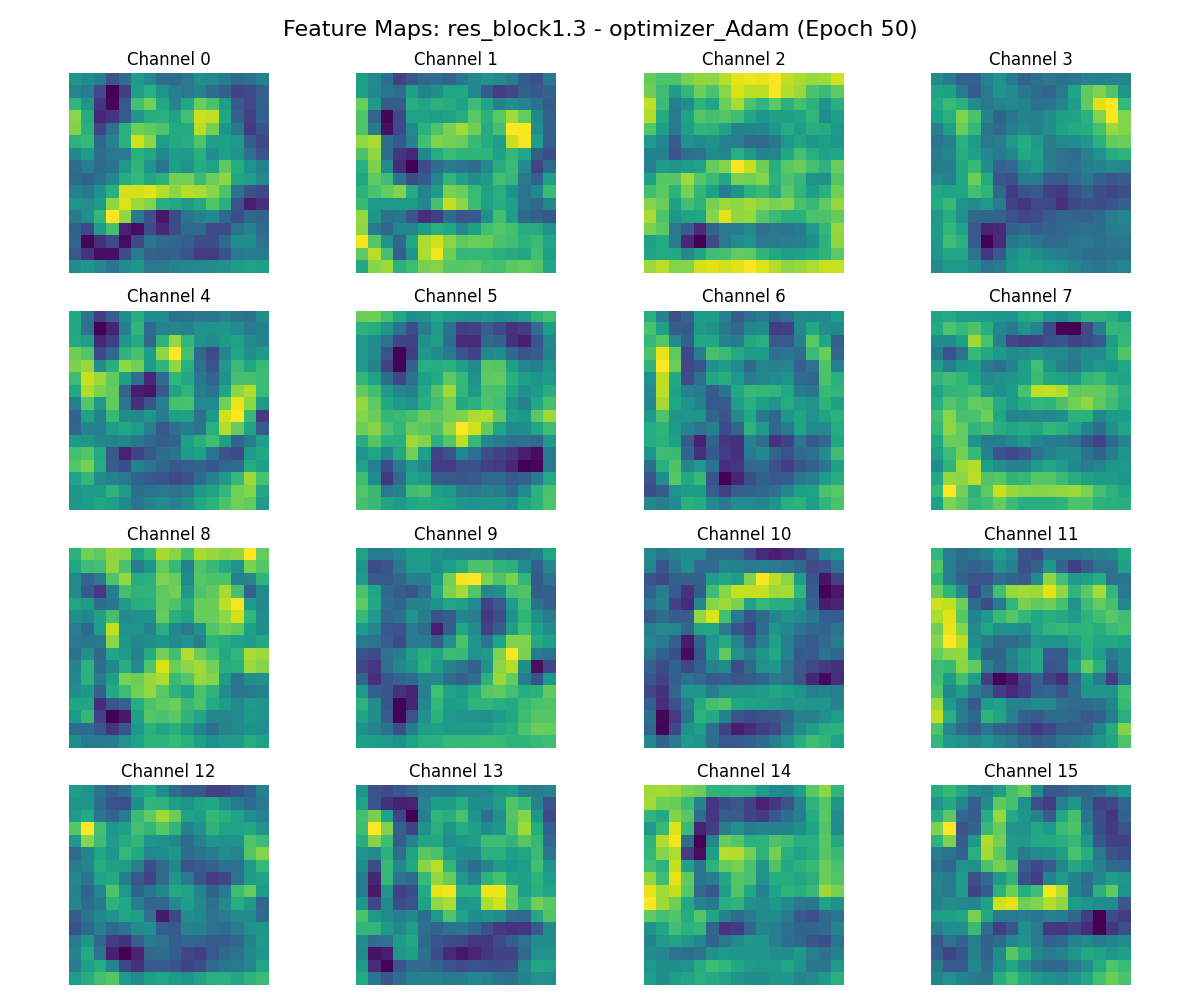 Feature Maps: res_block1.3 - optimizer_Adam (Epoch 50)
Channel 0
Channel 1
Channel 2
Channel 3
Channel 4
Channel 5
Channel 6
Channel 7
Channel 8
Channel 9
Channel 10
Channel 11
Channel 12
Channel 13
Channel 14
Channel 15